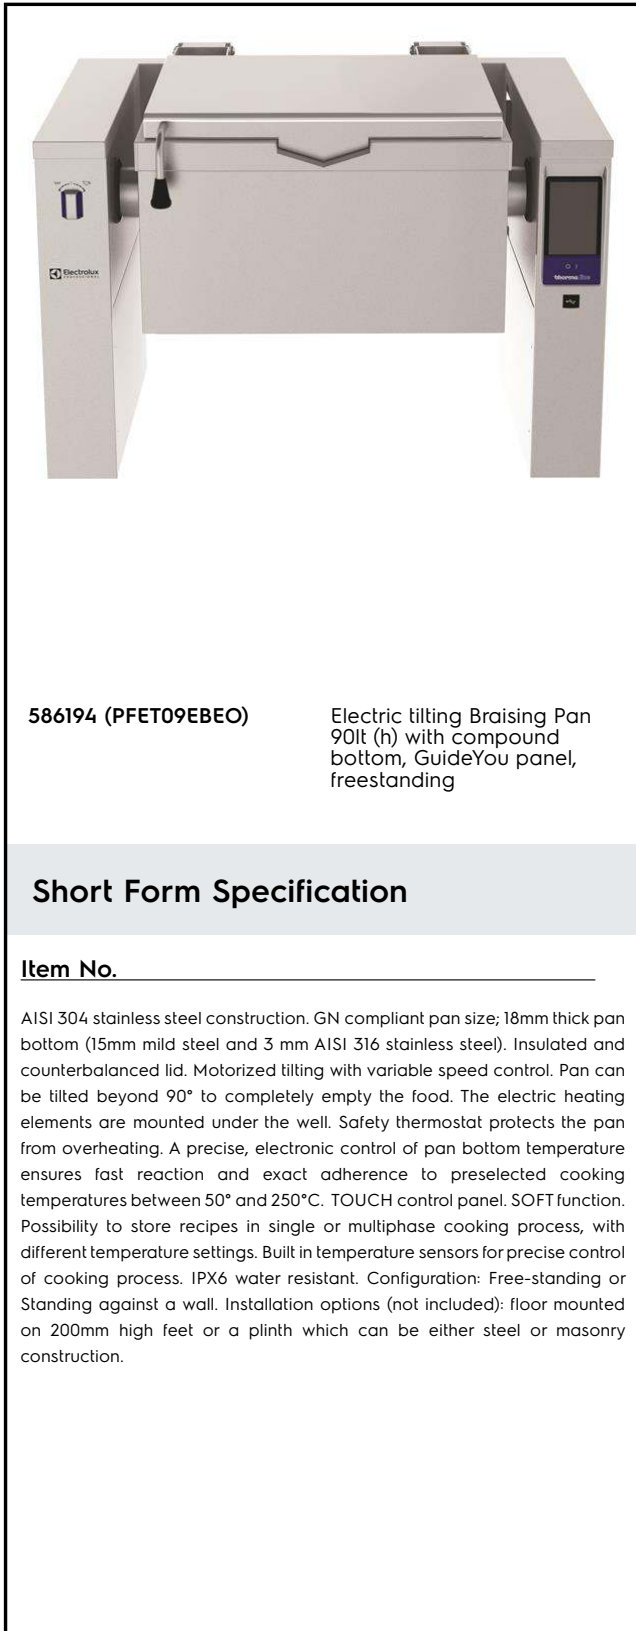 Electrolux
PROFESSIONAL
thermaline
586194 (PFET09EBEO)
Electric tilting Braising Pan
90lt (h) with compound
bottom, GuideYou panel,
freestanding
Short Form Specification
Item No.
AISI 304 stainless steel construction. GN compliant pan size; 18mm thick pan
bottom (15mm mild steel and 3 mm AISI 316 stainless steel). Insulated and
counterbalanced lid. Motorized tilting with variable speed control. Pan can
be tilted beyond 90° to completely empty the food. The electric heating
elements are mounted under the well. Safety thermostat protects the pan
from overheating. A precise, electronic control of pan bottom temperature
ensures fast reaction and exact adherence to preselected cooking
temperatures between 50° and 250°C. TOUCH control panel. SOFT function.
Possibility to store recipes in single or multiphase cooking process, with
different temperature settings. Built in temperature sensors for precise control
of cooking process. IPX6 water resistant. Configuration: Free-standing or
Standing against a wall. Installation options (not included): floor mounted
on 200mm high feet or a plinth which can be either steel or masonry
construction.